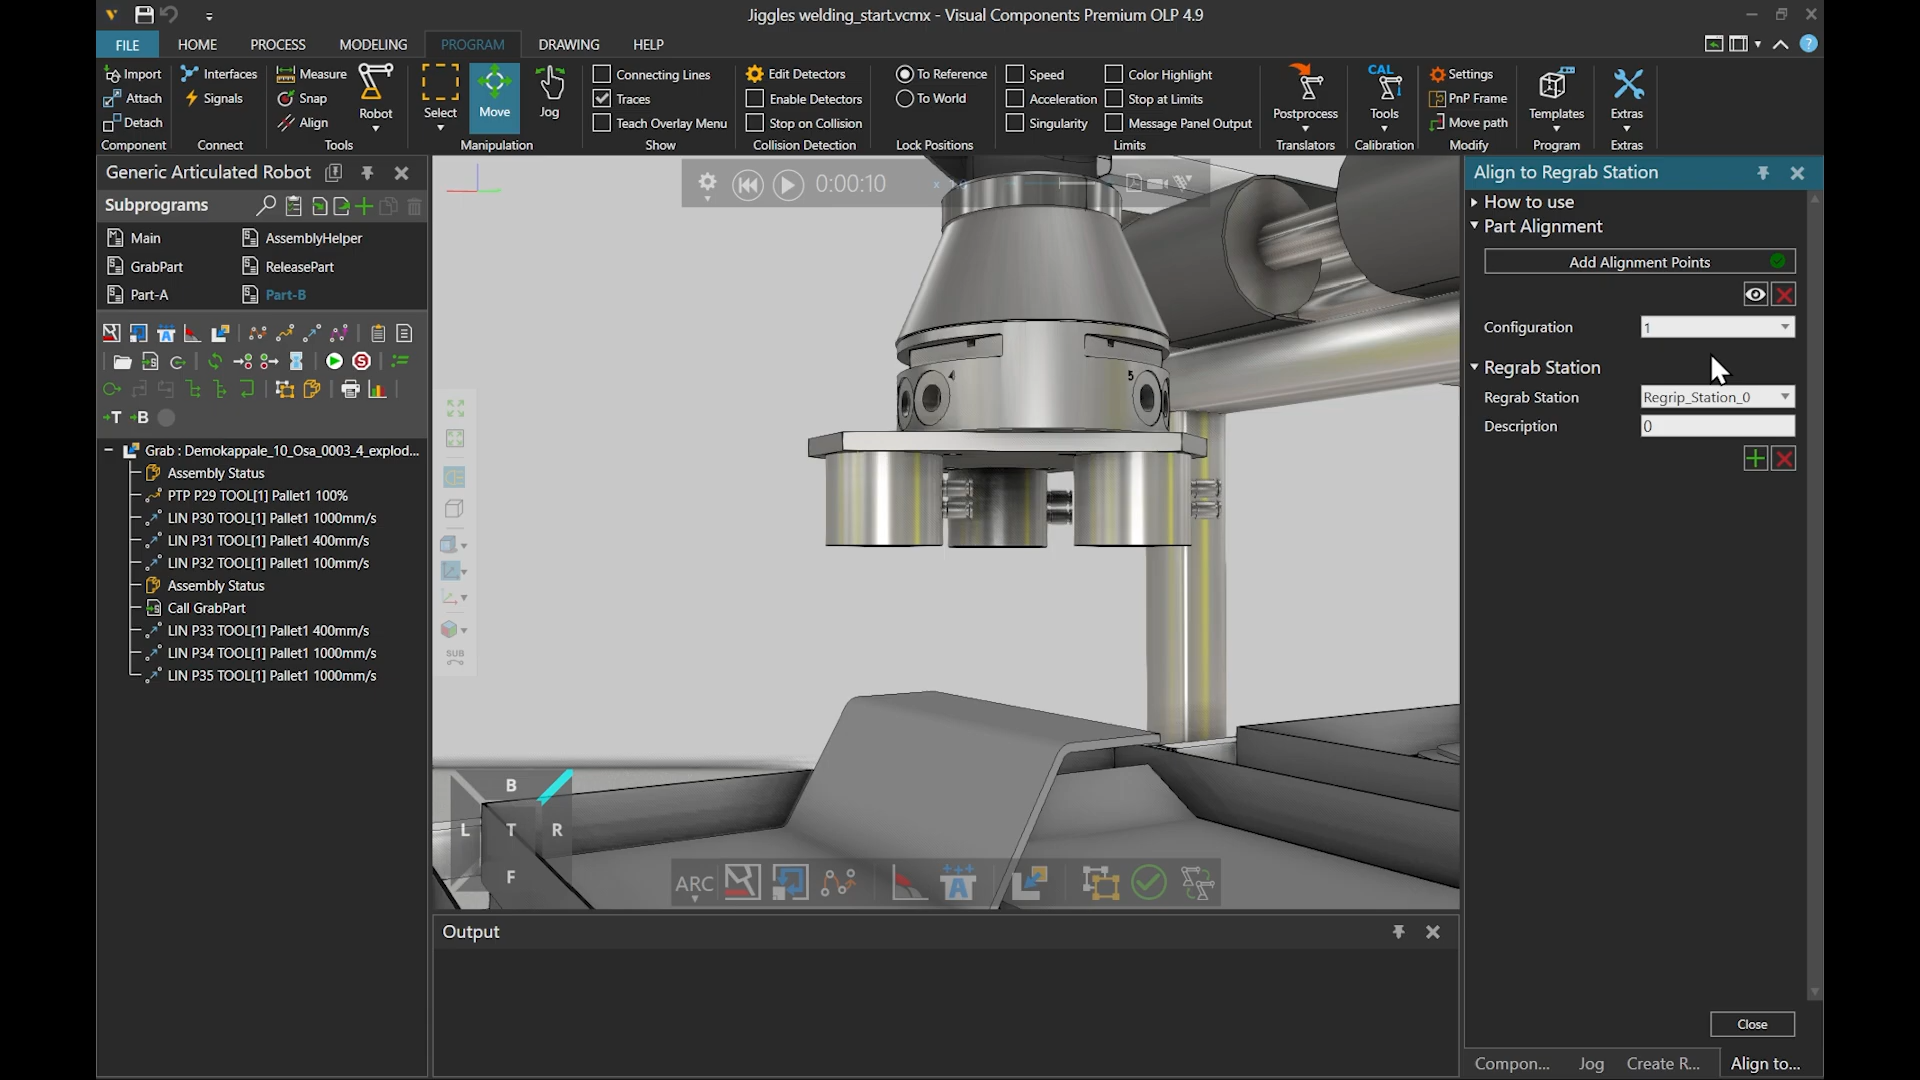 Jiggles welding_start.vcmx - Visual Components Premium OLP 4.9
FILE HOME PROCESS MODELING PROGRAM DRAWING HELP
Import Interfaces Measure Connecting Lines Edit Detectors To Reference Speed Color Highlight Settings
Attach Signals Snap Traces Enable Detectors To World Acceleration Stop at Limits PnP Frame
Detach Align Teach Overlay Menu Stop on Collision Singularity Message Panel Output Move path
Robot Select Move Jog Postprocess CAL Tools Templates Extras
Component Connect Tools Manipulation Show Collision Detection Lock Positions Limits Translators Calibration Modify Program Extras
Generic Articulated Robot
Subprograms
Main AssemblyHelper
GrabPart ReleasePart
Part-A Part-B
T B
Grab : Demokappale_10_Osa_0003_4_explod...
Assembly Status
PTP P29 TOOL[1] Pallet1 100%
LIN P30 TOOL[1] Pallet1 1000mm/s
LIN P31 TOOL[1] Pallet1 400mm/s
LIN P32 TOOL[1] Pallet1 100mm/s
Assembly Status
Call GrabPart
LIN P33 TOOL[1] Pallet1 400mm/s
LIN P34 TOOL[1] Pallet1 1000mm/s
LIN P35 TOOL[1] Pallet1 1000mm/s
0:00:10
4 5
SUB
B
L T R
F
ARC
Output
Align to Regrab Station
How to use
Part Alignment
Add Alignment Points
Configuration 1
Regrab Station
Regrab Station Regrip_Station_0
Description 0
Close
Compon... Jog Create R... Align to...